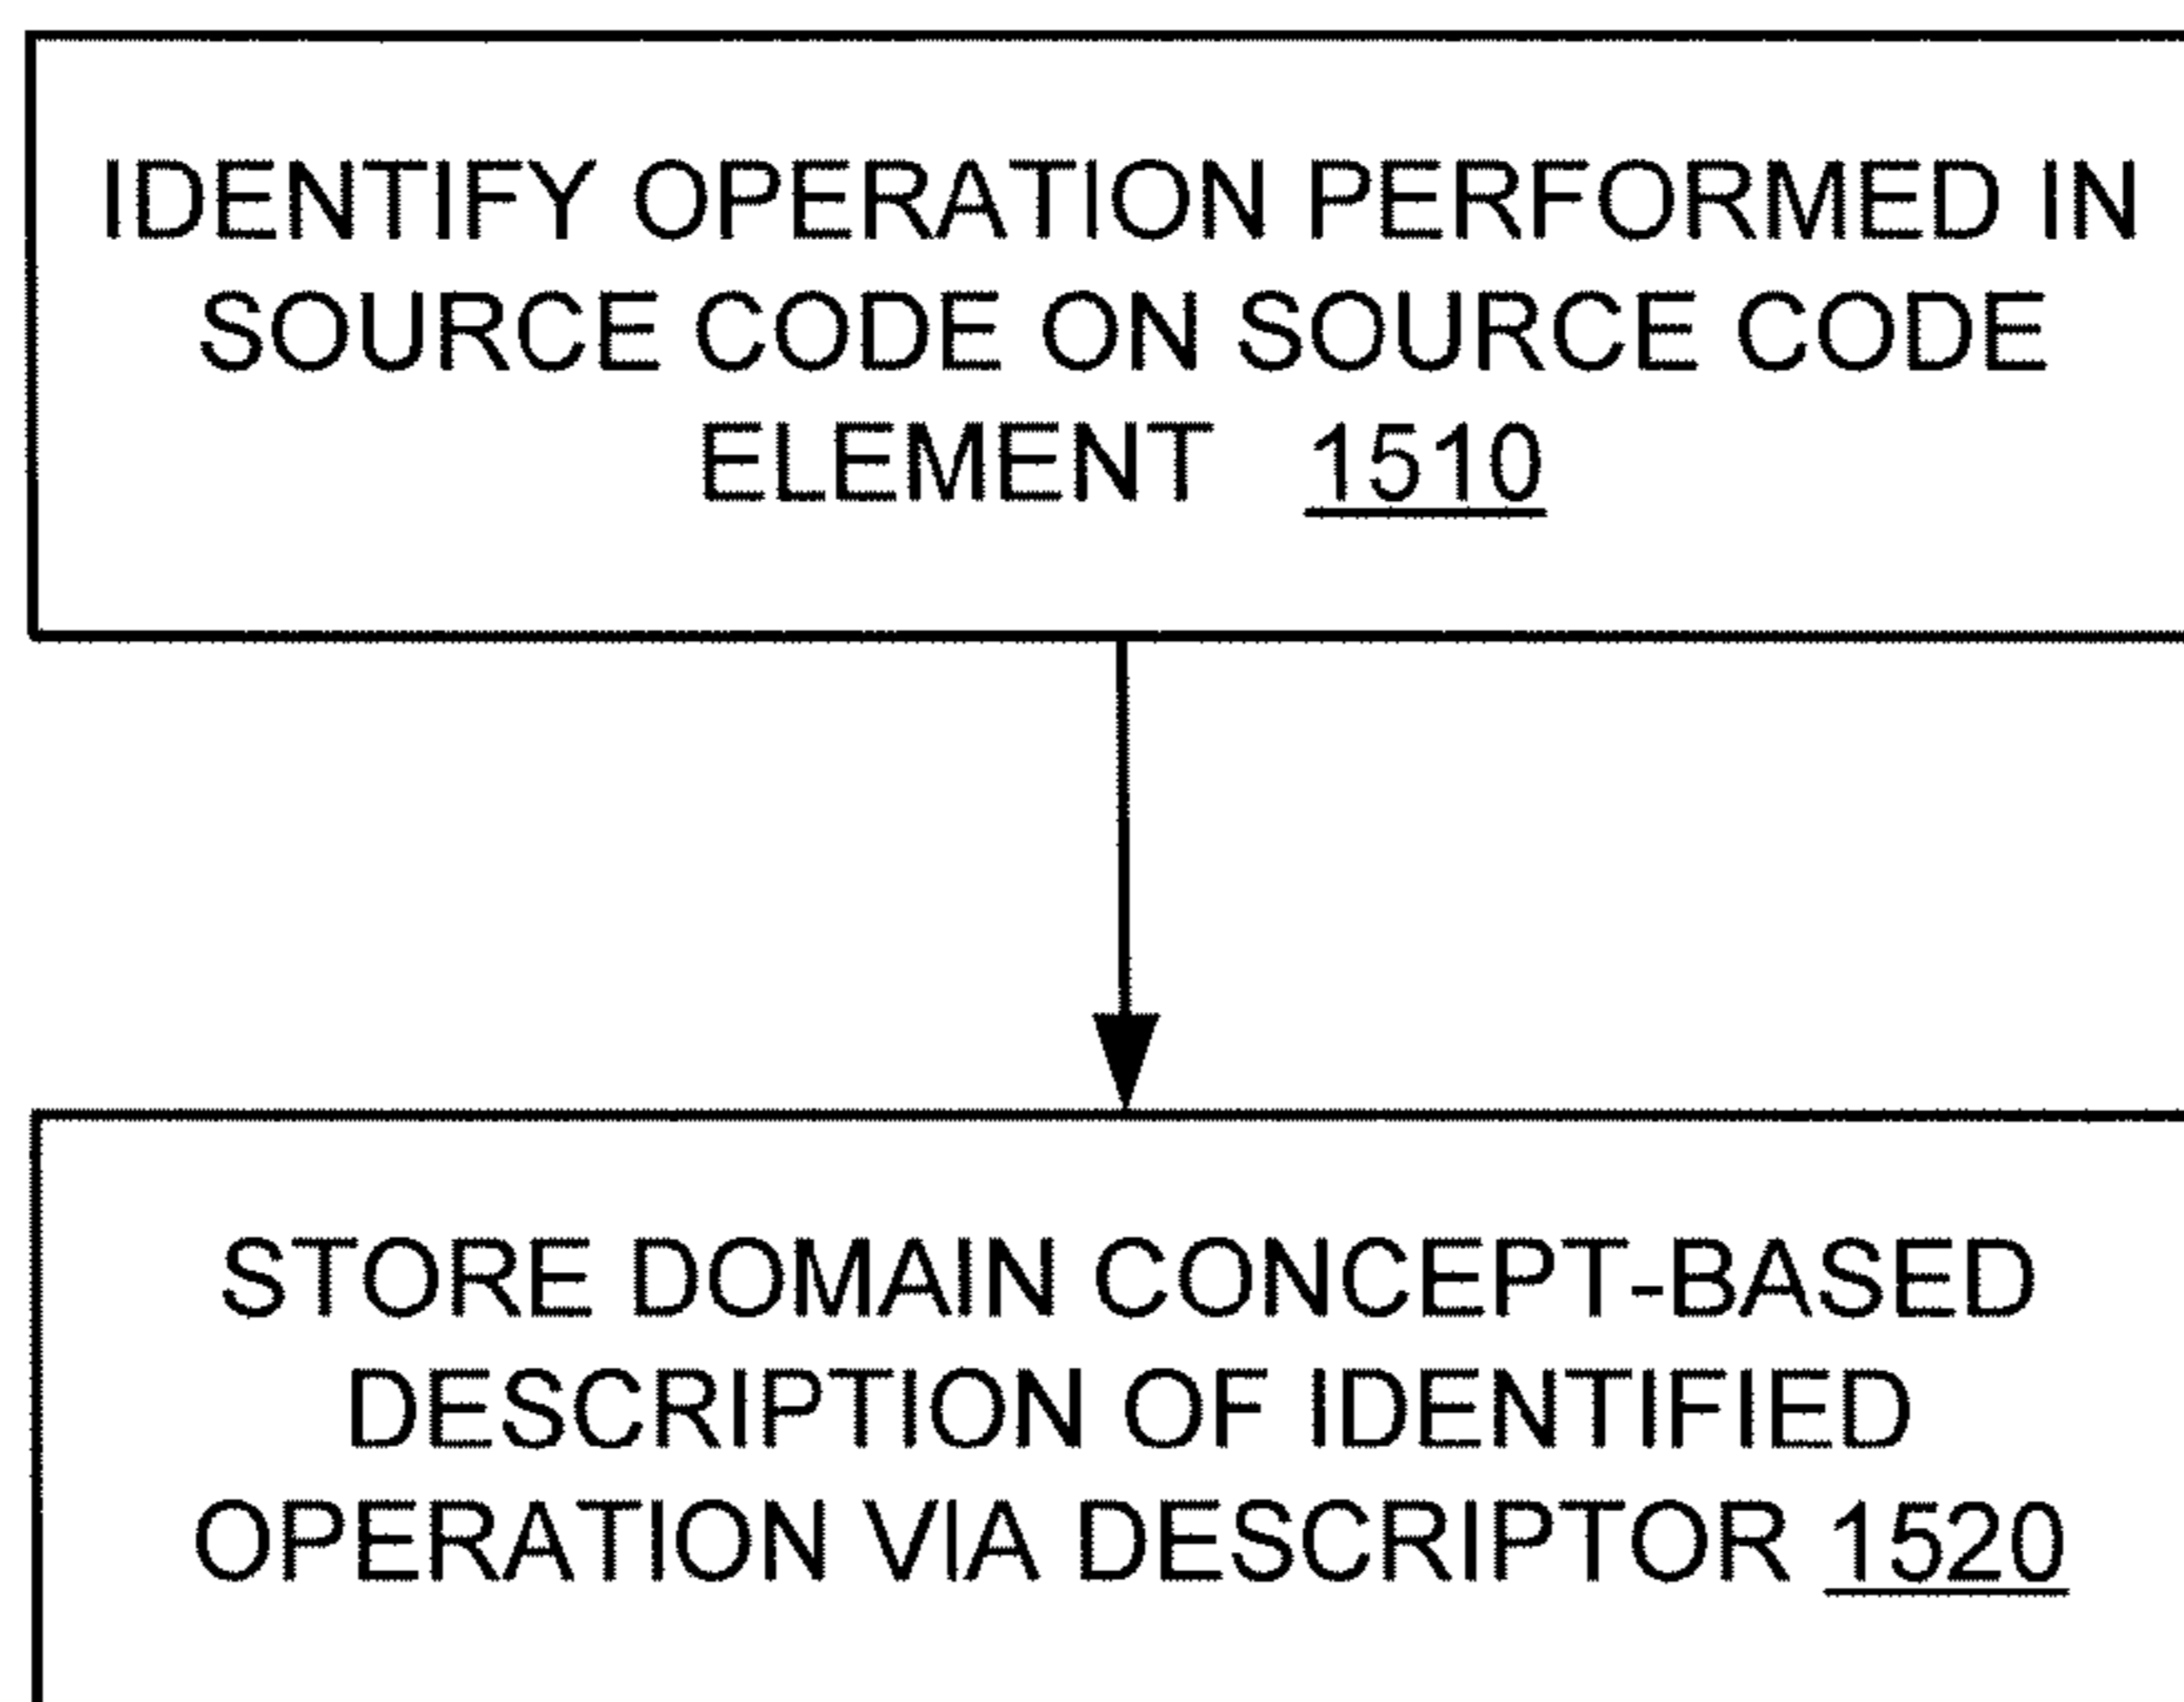 IDENTIFY OPERATION PERFORMED IN
SOURCE CODE ON SOURCE CODE
ELEMENT 1510
STORE DOMAIN CONCEPT-BASED
DESCRIPTION OF IDENTIFIED
OPERATION VIA DESCRIPTOR 1520